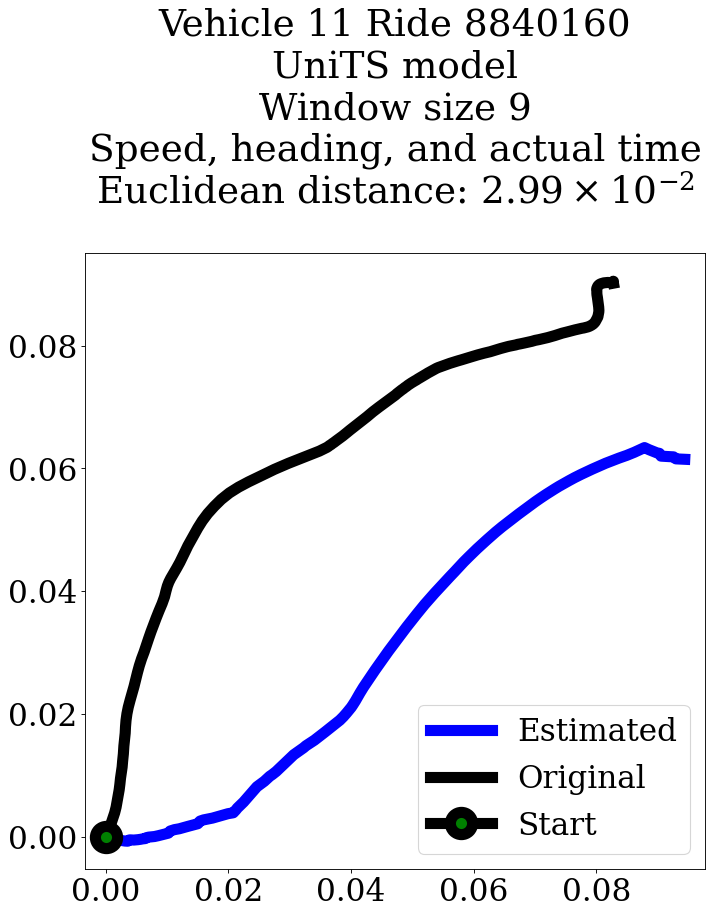 Vehicle 11 Ride 8840160
UniTS model
Window size 9
Speed, heading, and actual time
Euclidean distance: 2.99 × 10⁻²
0.08
0.06
0.04
0.02
0.00
Estimated
Original
Start
0.00 0.02 0.04 0.06 0.08